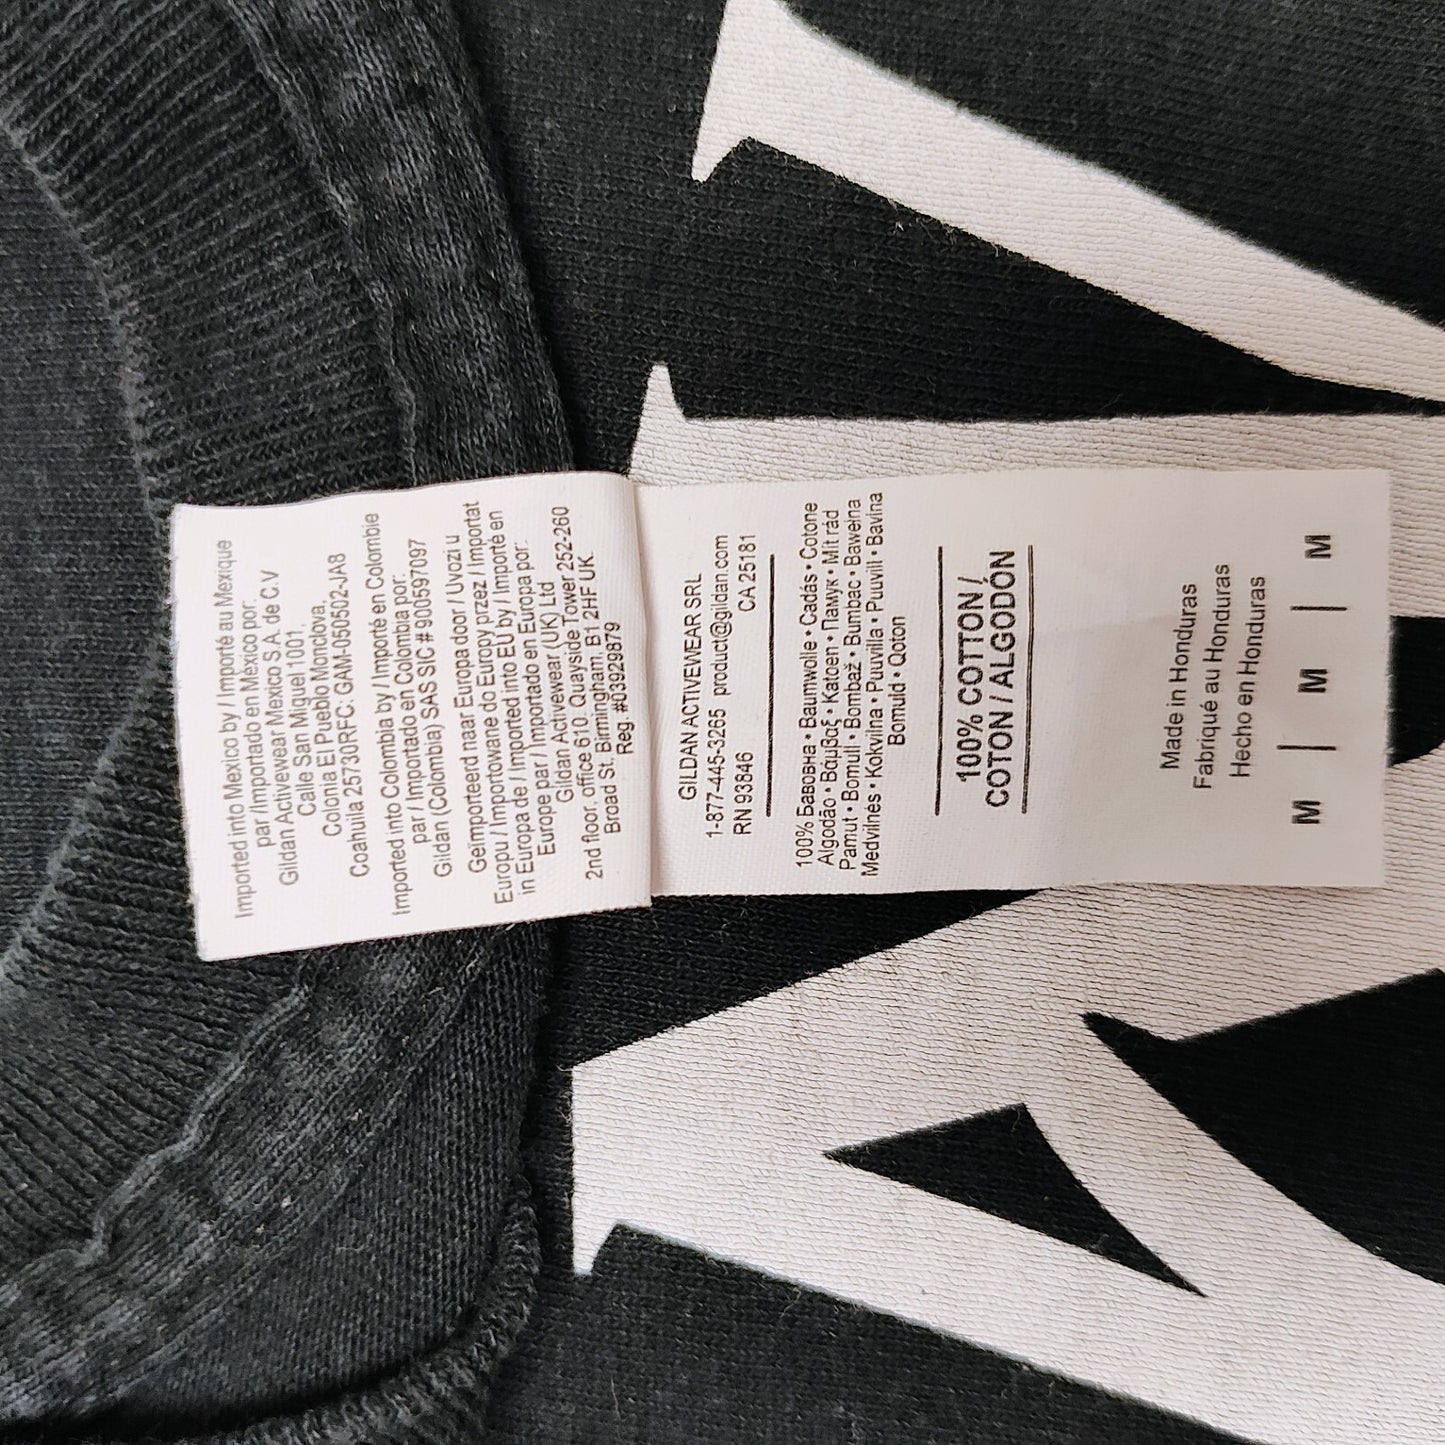 Imported into Mexico by / Importé au Mexique
par /Importado en Mexico por:
Gildan Activewear Mexico S.A. de C.V
Calle San Miguel 1001,
Colonia El Pueblo Mondova,
Coahuila 25730RFC: GAM-050502-JA8
Imported into Colombia by / Importé en Colombie
par / Importado en Colombia por:
Gildan (Colombia) SAS SIC # 900597097
Geïmporteerd naar Europa door / Uvozi u
Europu / Importowane do Europy przez / Importat
in Europa de / Imported into EU by / Importé en
Europe par / Importado en Europa por:
Gildan Activewear (UK) Ltd
2nd floor, office 610. Quayside Tower 252-260
Broad St. Birmingham, B1 2HF UK
Reg. #03929879
GILDAN ACTIVEWEAR SRL
1-877-445-3265 product@gildan.com
RN 93846 CA 25181
100% Бавовна • Baumwolle • Cadás • Cotone
Algodão • Βαμβαξ • Katoen • Памук • Mit rád
Pamut • Bomull • Bombaž • Bumbac • Bawełna
Medvilnės • Kokvilna • Puuvilla • Puuvill • Bavlna
Bomuld • Qoton
100% COTTON /
COTON / ALGODÓN
Made in Honduras
Fabriqué au Honduras
Hecho en Honduras
M | M | M